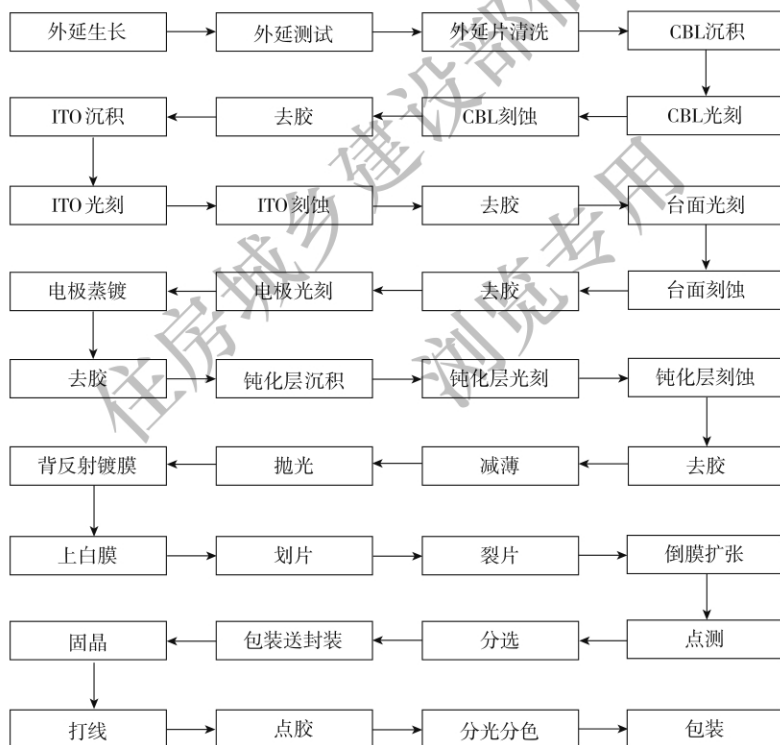 外延生长 外延测试 外延片清洗 CBL沉积
ITO沉积 去胶 CBL刻蚀 CBL光刻
ITO光刻 ITO刻蚀 去胶 台面光刻
电极蒸镀 电极光刻 去胶 台面刻蚀
去胶 钝化层沉积 钝化层光刻 钝化层刻蚀
背反射镀膜 抛光 减薄 去胶
上白膜 划片 裂片 倒膜扩张
固晶 包装送封装 分选 点测
打线 点胶 分光分色 包装
住房城乡建设部
浏览专用